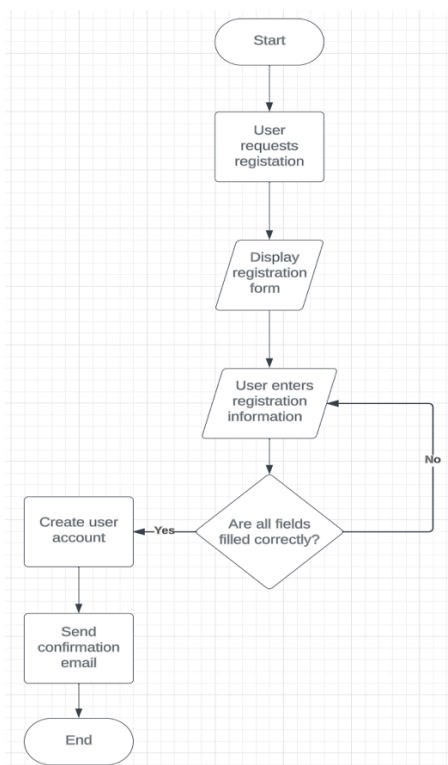 Start
User
requests
registation
Display
registration
form
User enters
registration
information
No
Are all fields
filled correctly?
Yes
Create user
account
Send
confirmation
email
End